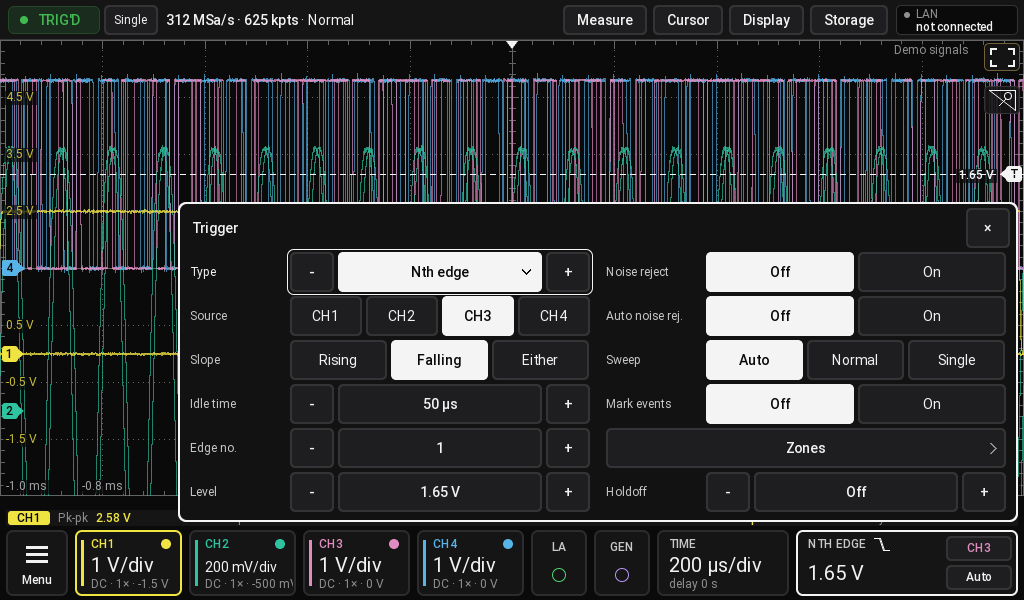 TRIG'D Single 312 MSa/s · 625 kpts · Normal Measure Cursor Display Storage LAN not connected
Demo signals
4.5 V
3.5 V
1.65 V T
2.5 V
4
0.5 V
1
-0.5 V
2
-1.5 V
-1.0 ms -0.8 ms
Trigger ×
Type - Nth edge + Noise reject Off On
Source CH1 CH2 CH3 CH4 Auto noise rej. Off On
Slope Rising Falling Either Sweep Auto Normal Single
Idle time - 50 µs + Mark events Off On
Edge no. - 1 + Zones
Level - 1.65 V + Holdoff - Off +
CH1 Pk-pk 2.58 V
Menu
CH1
1 V/div
DC · 1× · -1.5 V
CH2
200 mV/div
DC · 1× · -500 mV
CH3
1 V/div
DC · 1× · 0 V
CH4
1 V/div
DC · 1× · 0 V
LA
GEN
TIME
200 µs/div
delay 0 s
NTH EDGE
1.65 V
CH3
Auto